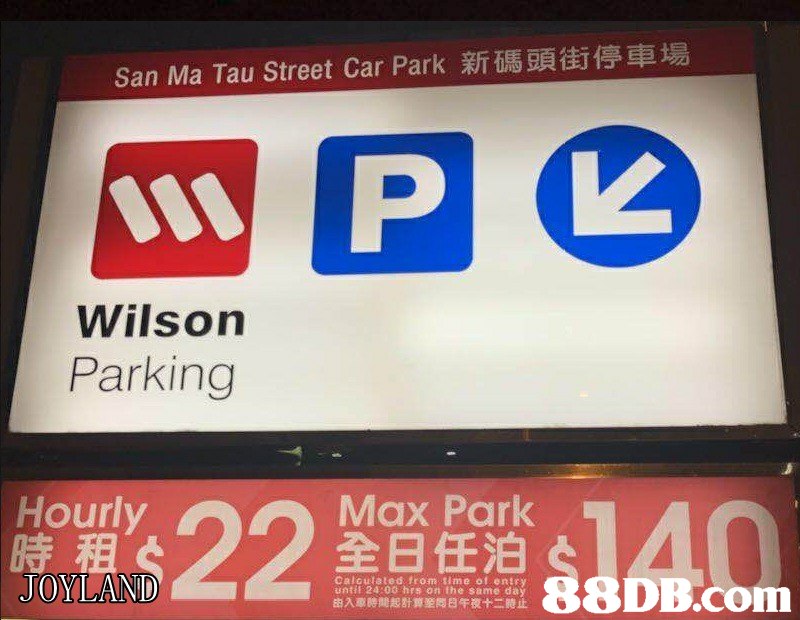 San Ma Tau Street Car Park 新碼頭街停車場
P
Wilson
Parking
Hourly
時租 $22
Max Park
全日任泊 $140
Calculated from time of entry
until 24:00 hrs on the same day
由入車時間起計算至同日午夜十二時止
JOYLAND
88DB.com